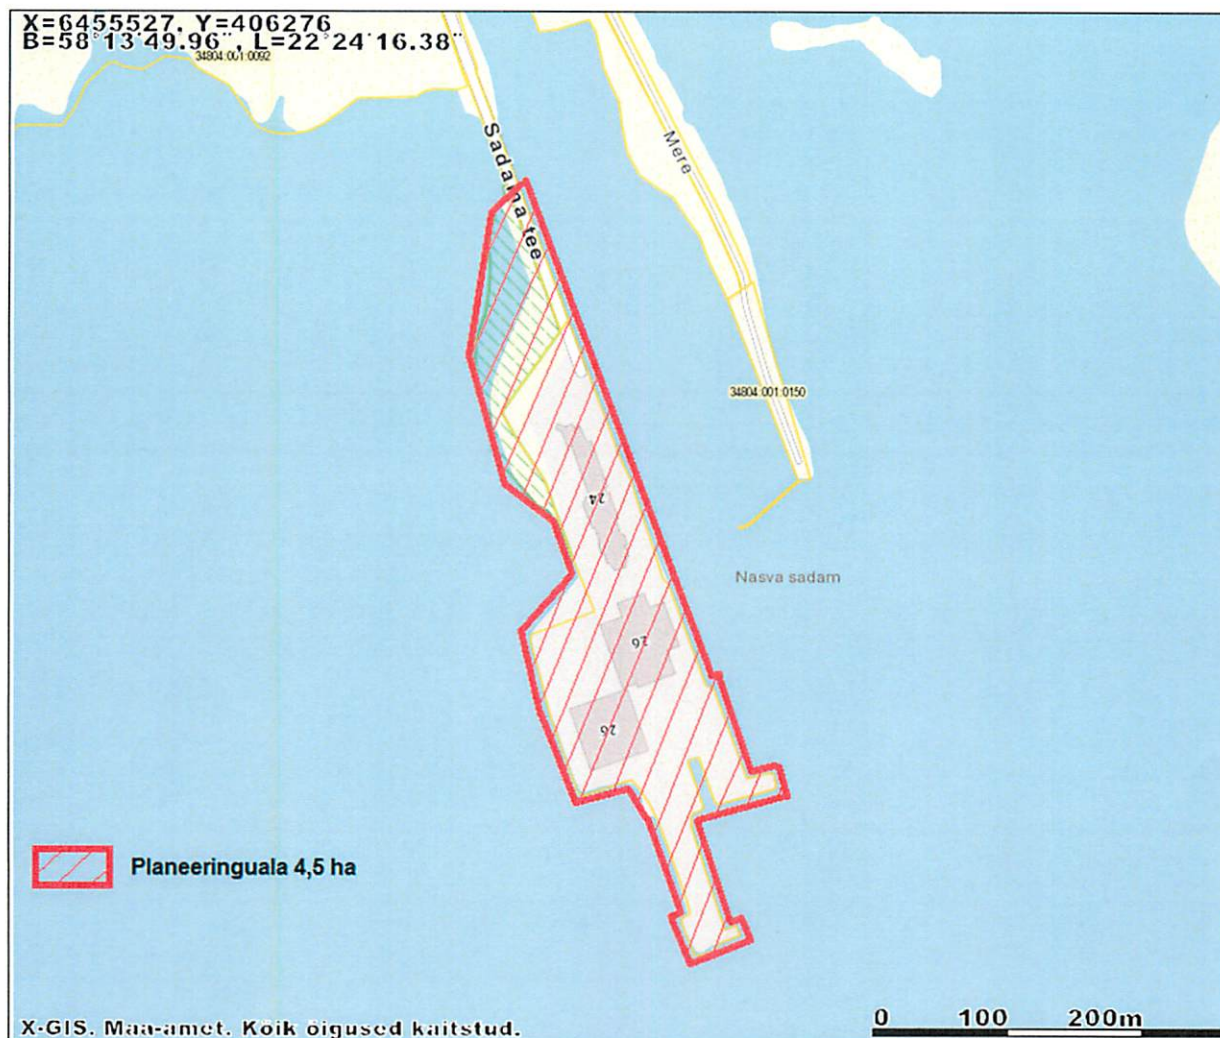 X=6455527, Y=406276
B=58°13'49.96", L=22°24'16.38"
34804:001:0092
Sadama tee
Mere
34804:001:0150
24
Nasva sadam
26
26
Planeeringuala 4,5 ha
X-GIS. Maa-amet. Kõik õigused kaitstud.
0 100 200m